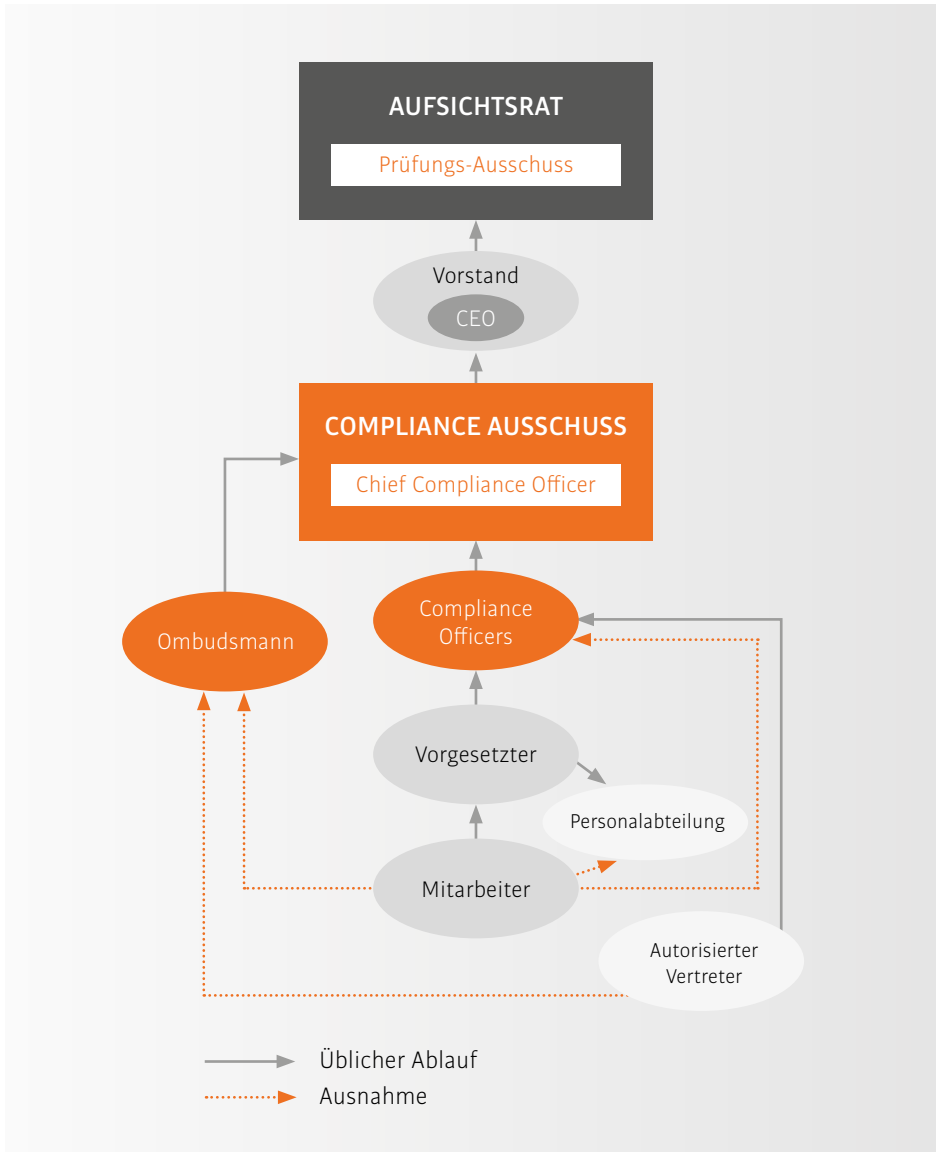 AUFSICHTSRAT
Prüfungs-Ausschuss
Vorstand
CEO
COMPLIANCE AUSSCHUSS
Chief Compliance Officer
Compliance
Officers
Ombudsmann
Vorgesetzter
Personalabteilung
Mitarbeiter
Autorisierter
Vertreter
Üblicher Ablauf
Ausnahme